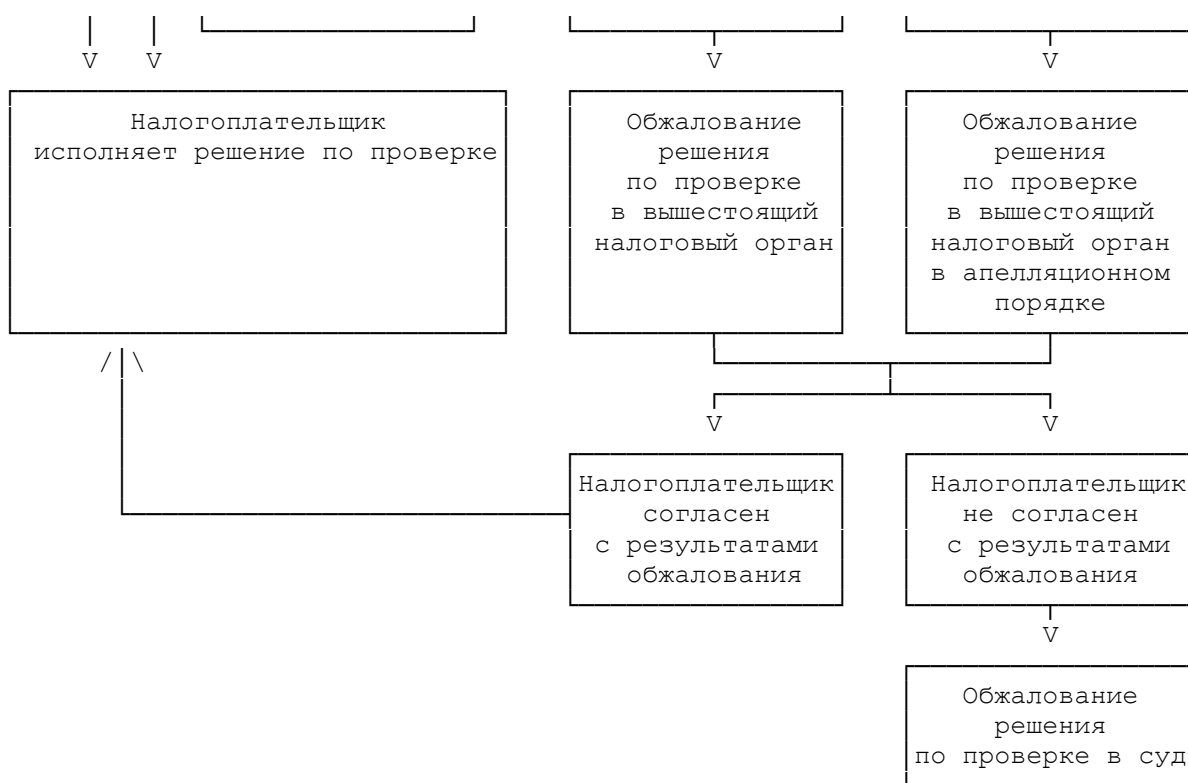 V V V V
Налогоплательщик
исполняет решение по проверке
Обжалование
решения
по проверке
в вышестоящий
налоговый орган
Обжалование
решения
по проверке
в вышестоящий
налоговый орган
в апелляционном
порядке
V V
Налогоплательщик
согласен
с результатами
обжалования
Налогоплательщик
не согласен
с результатами
обжалования
V
Обжалование
решения
по проверке в суд